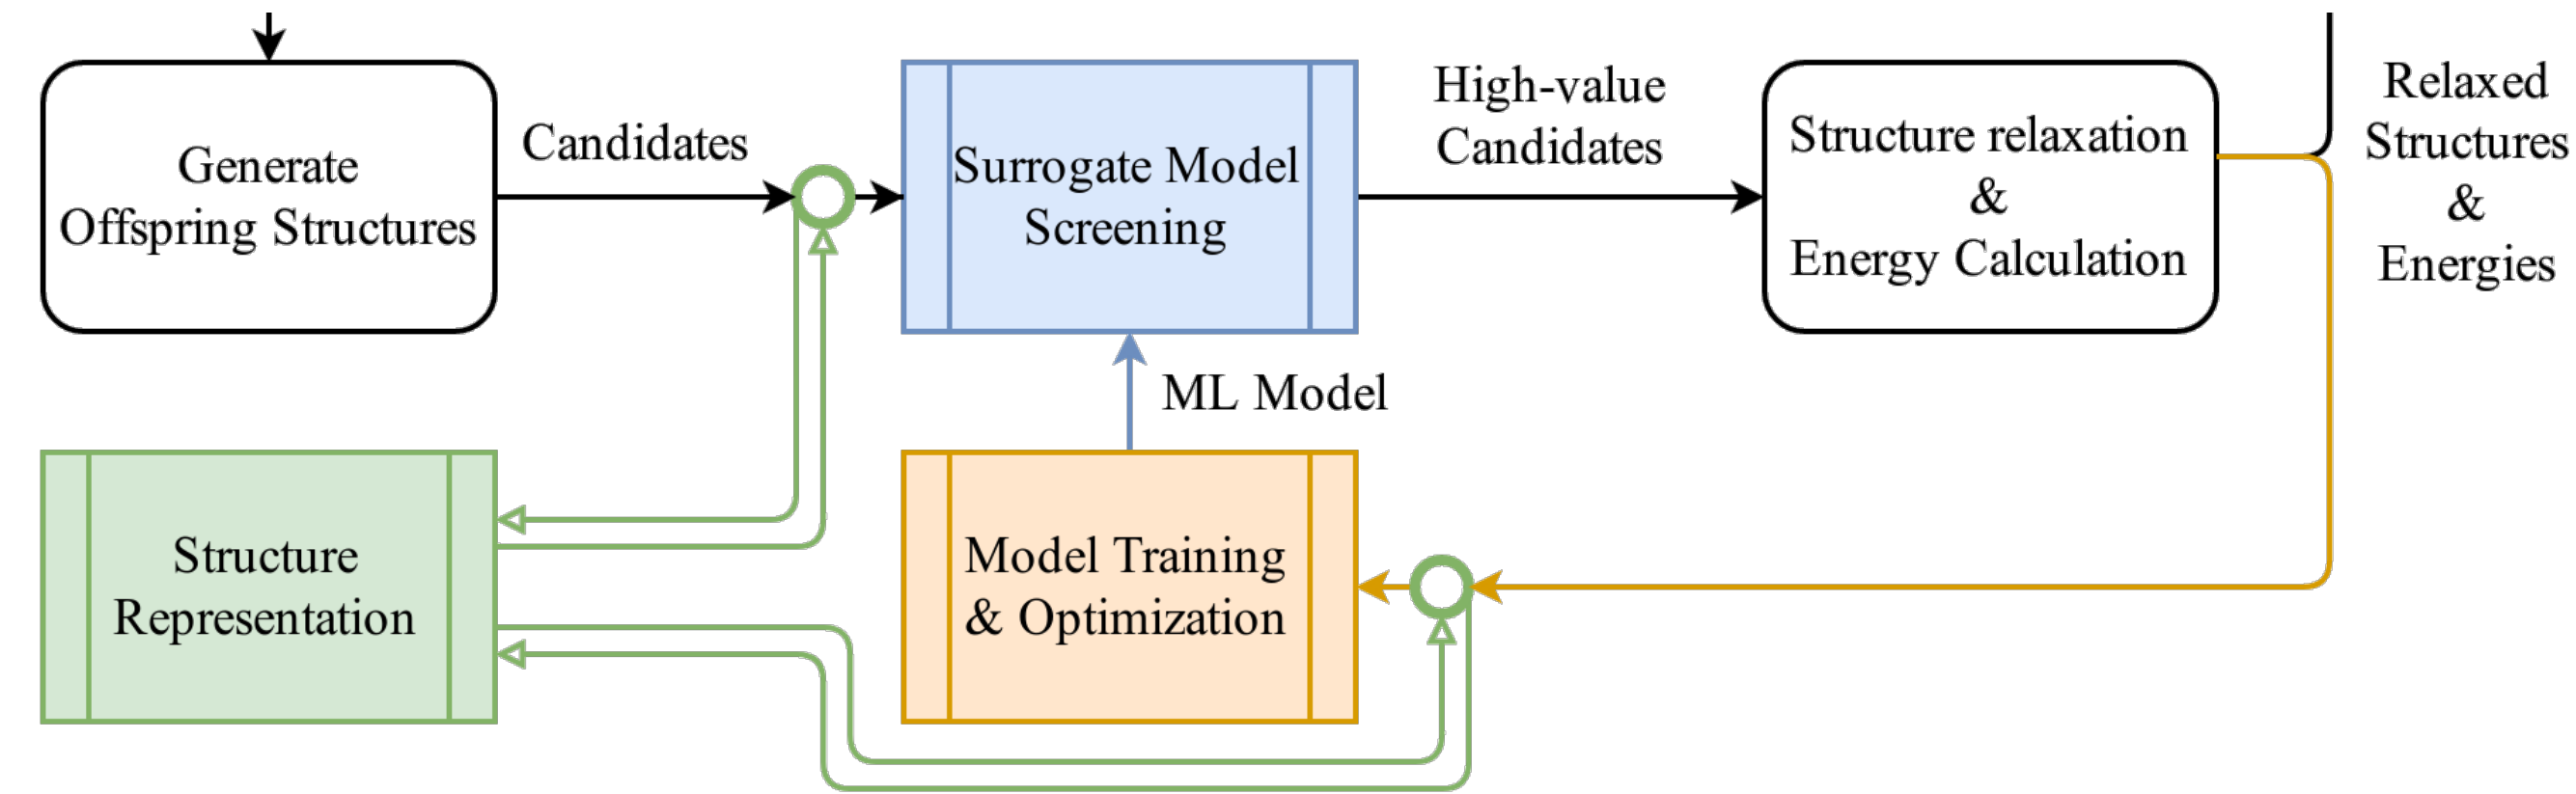 Generate
Offspring Structures
Candidates
Surrogate Model
Screening
High-value
Candidates
Structure relaxation
&
Energy Calculation
Relaxed
Structures
&
Energies
ML Model
Structure
Representation
Model Training
& Optimization